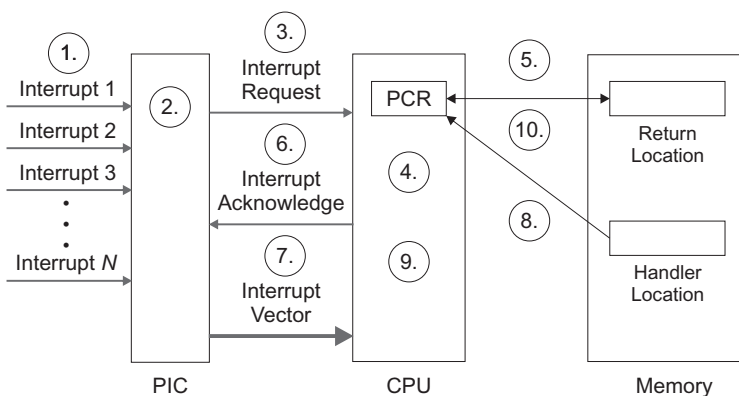 1.
Interrupt 1
Interrupt 2
Interrupt 3
Interrupt N
2.
PIC
3.
Interrupt
Request
6.
Interrupt
Acknowledge
7.
Interrupt
Vector
PCR
4.
9.
CPU
5.
10.
8.
Return
Location
Handler
Location
Memory